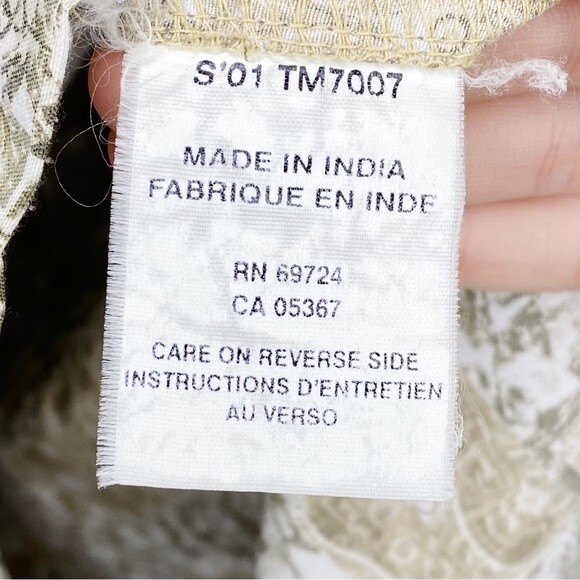 S'01 TM7007
MADE IN INDIA
FABRIQUE EN INDE
RN 69724
CA 05367
CARE ON REVERSE SIDE
INSTRUCTIONS D'ENTRETIEN
AU VERSO